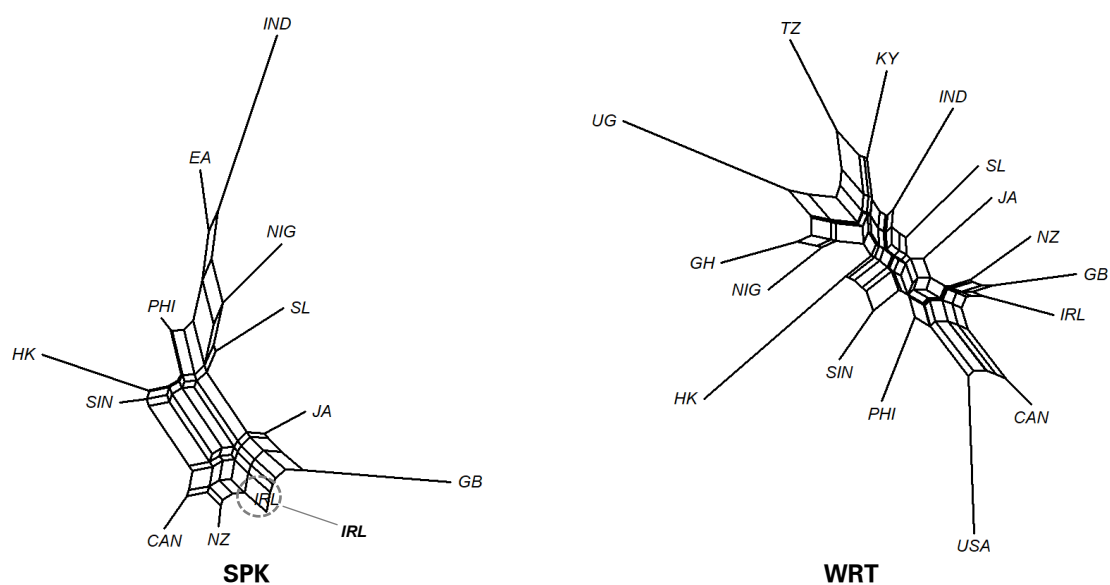 IND
EA
NIG
PHI
SL
HK
SIN
JA
GB
IRL
CAN
NZ
IRL
SPK
TZ
KY
IND
UG
SL
JA
NZ
GH
GB
NIG
IRL
SIN
HK
PHI
CAN
USA
WRT